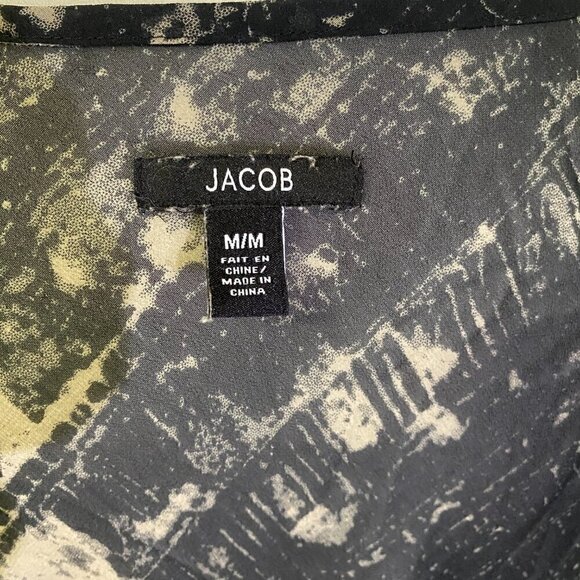 JACOB
M/M
FAIT EN
CHINE/
MADE IN
CHINA